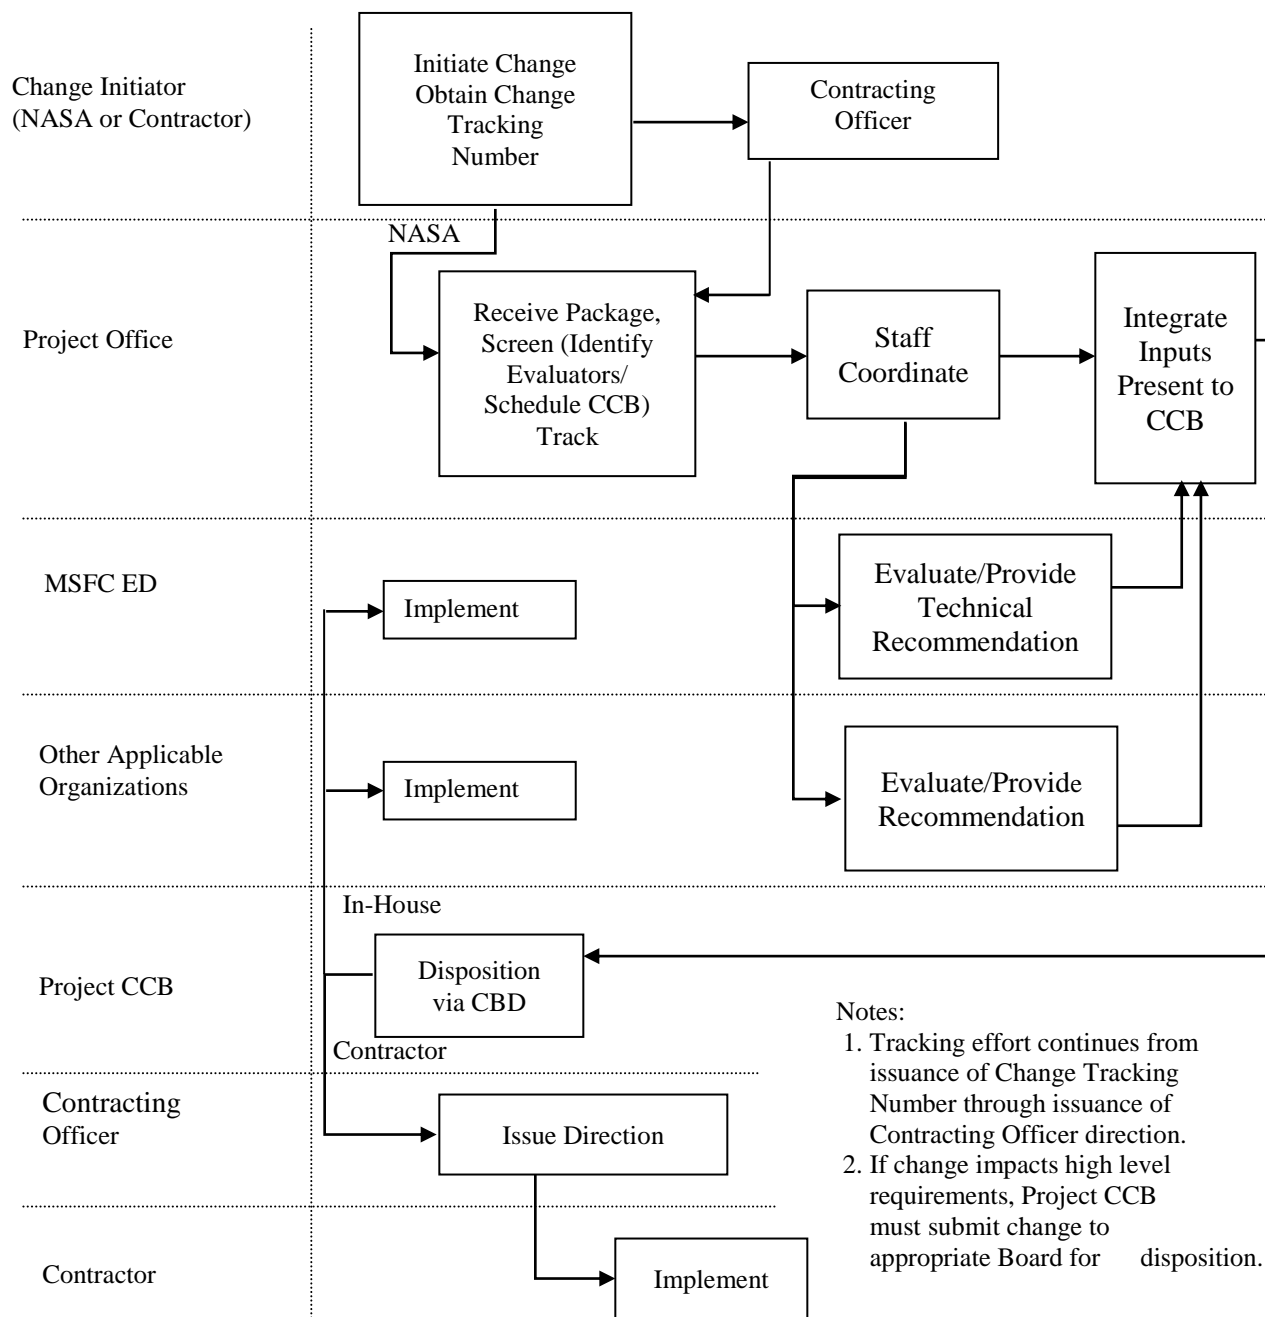 Change Initiator
(NASA or Contractor)
Initiate Change
Obtain Change
Tracking
Number
Contracting
Officer
NASA
Project Office
Receive Package,
Screen (Identify
Evaluators/
Schedule CCB)
Track
Staff
Coordinate
Integrate
Inputs
Present to
CCB
MSFC ED
Implement
Evaluate/Provide
Technical
Recommendation
Other Applicable
Organizations
Implement
Evaluate/Provide
Recommendation
In-House
Project CCB
Disposition
via CBD
Contractor
Notes:
1. Tracking effort continues from
issuance of Change Tracking
Number through issuance of
Contracting Officer direction.
2. If change impacts high level
requirements, Project CCB
must submit change to
appropriate Board for disposition.
Contracting
Officer
Issue Direction
Contractor
Implement